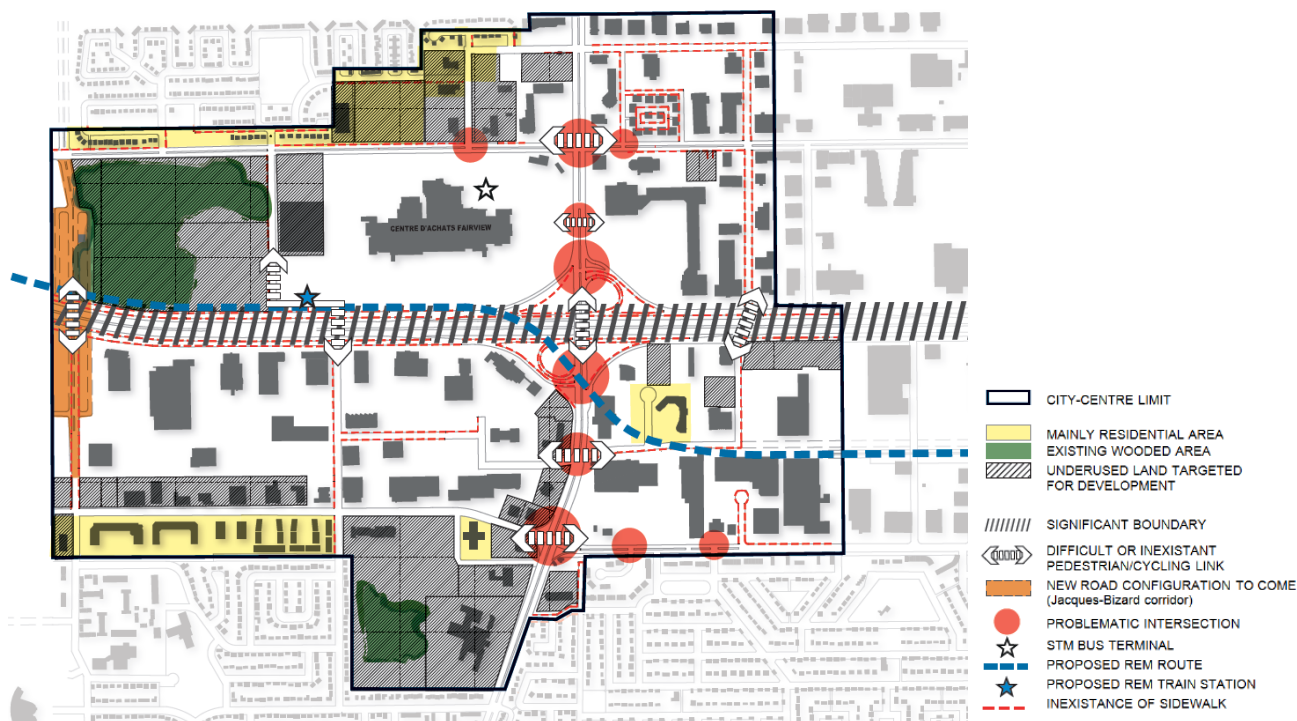 CENTRE D'ACHATS FAIRVIEW
CITY-CENTRE LIMIT
MAINLY RESIDENTIAL AREA
EXISTING WOODED AREA
UNDERUSED LAND TARGETED
FOR DEVELOPMENT
SIGNIFICANT BOUNDARY
DIFFICULT OR INEXISTANT
PEDESTRIAN/CYCLING LINK
NEW ROAD CONFIGURATION TO COME
(Jacques-Bizard corridor)
PROBLEMATIC INTERSECTION
STM BUS TERMINAL
PROPOSED REM ROUTE
PROPOSED REM TRAIN STATION
INEXISTANCE OF SIDEWALK